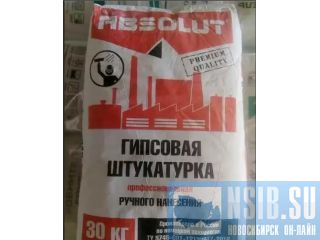 ABSOLUT
PREMIUM
QUALITY
ГИПСОВАЯ
ШТУКАТУРКА
профессиональная
РУЧНОГО НАНЕСЕНИЯ
30 КГ
NSIB.SU
НОВОСИБИРСК ОН-ЛАЙН